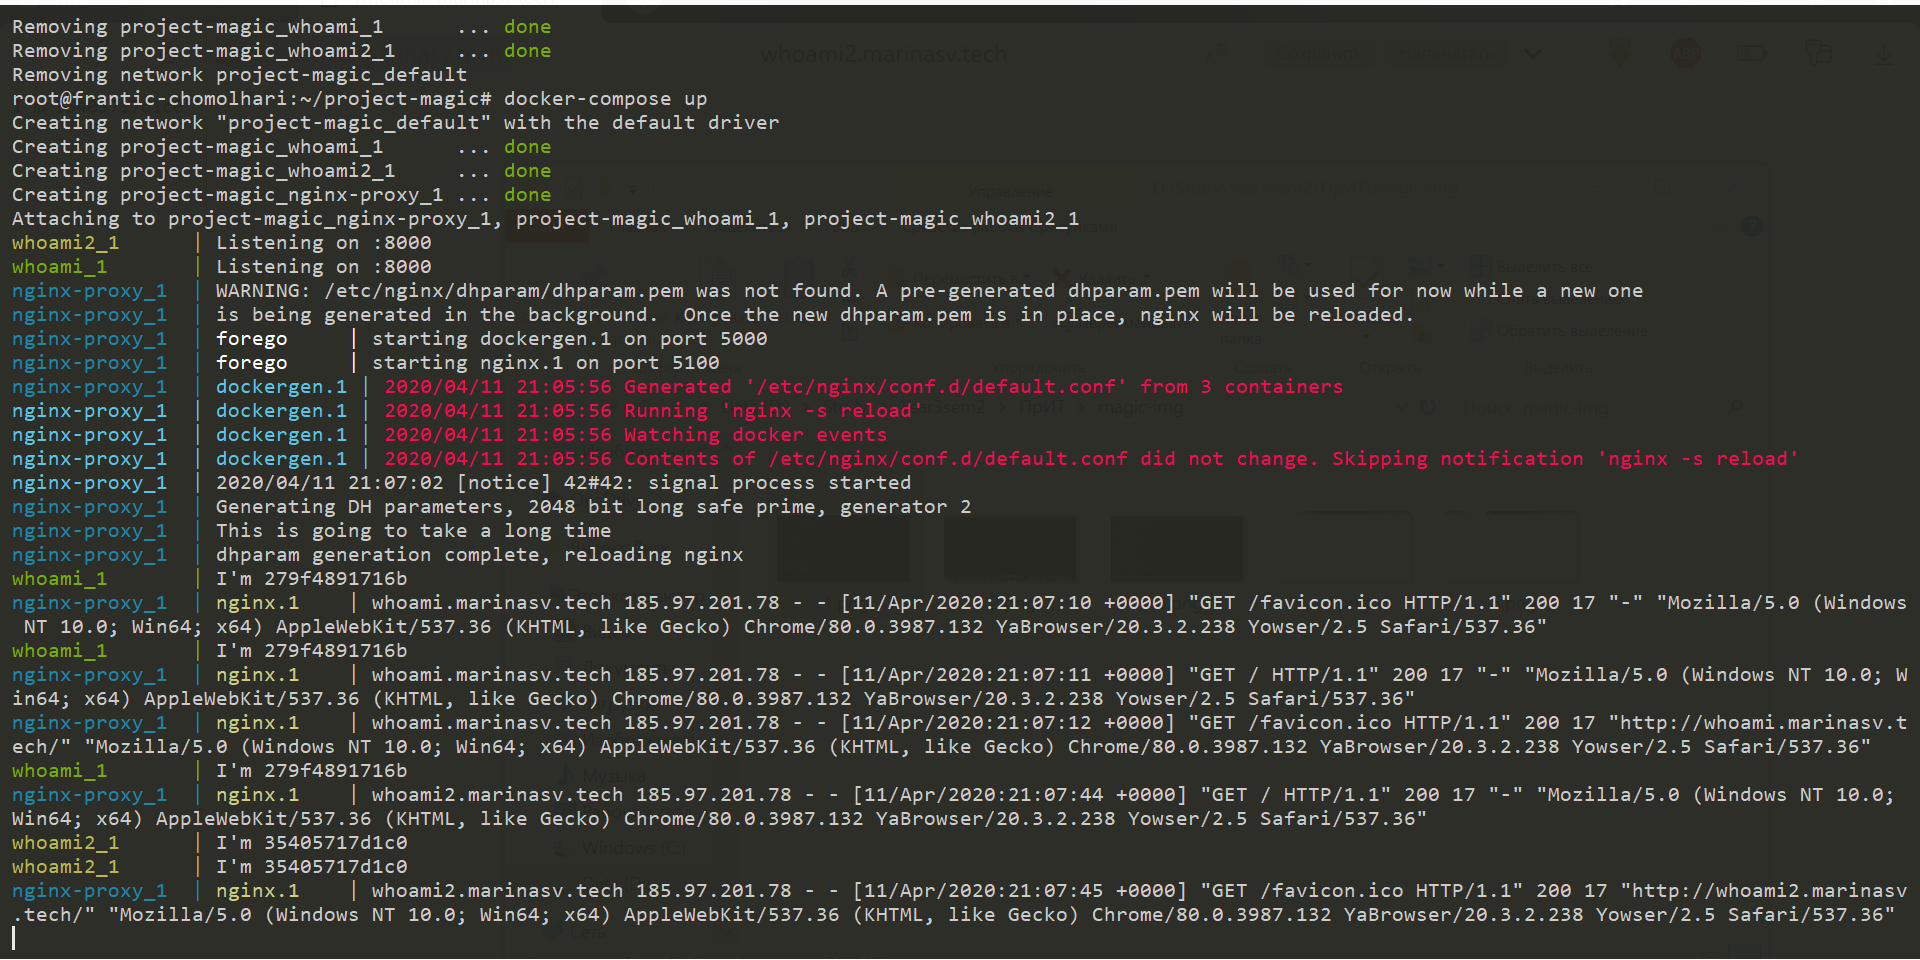 Removing project-magic_whoami_1      ... done
Removing project-magic_whoami2_1     ... done
Removing network project-magic_default
root@frantic-chomolhari:~/project-magic# docker-compose up
Creating network "project-magic_default" with the default driver
Creating project-magic_whoami_1      ... done
Creating project-magic_whoami2_1     ... done
Creating project-magic_nginx-proxy_1 ... done
Attaching to project-magic_nginx-proxy_1, project-magic_whoami_1, project-magic_whoami2_1
whoami2_1      | Listening on :8000
whoami_1       | Listening on :8000
nginx-proxy_1  | WARNING: /etc/nginx/dhparam/dhparam.pem was not found. A pre-generated dhparam.pem will be used for now while a new one
nginx-proxy_1  | is being generated in the background.  Once the new dhparam.pem is in place, nginx will be reloaded.
nginx-proxy_1  | forego     | starting dockergen.1 on port 5000
nginx-proxy_1  | forego     | starting nginx.1 on port 5100
nginx-proxy_1  | dockergen.1 | 2020/04/11 21:05:56 Generated '/etc/nginx/conf.d/default.conf' from 3 containers
nginx-proxy_1  | dockergen.1 | 2020/04/11 21:05:56 Running 'nginx -s reload'
nginx-proxy_1  | dockergen.1 | 2020/04/11 21:05:56 Watching docker events
nginx-proxy_1  | dockergen.1 | 2020/04/11 21:05:56 Contents of /etc/nginx/conf.d/default.conf did not change. Skipping notification 'nginx -s reload'
nginx-proxy_1  | 2020/04/11 21:07:02 [notice] 42#42: signal process started
nginx-proxy_1  | Generating DH parameters, 2048 bit long safe prime, generator 2
nginx-proxy_1  | This is going to take a long time
nginx-proxy_1  | dhparam generation complete, reloading nginx
whoami_1       | I'm 279f4891716b
nginx-proxy_1  | nginx.1    | whoami.marinasv.tech 185.97.201.78 - - [11/Apr/2020:21:07:10 +0000] "GET /favicon.ico HTTP/1.1" 200 17 "-" "Mozilla/5.0 (Windows
 NT 10.0; Win64; x64) AppleWebKit/537.36 (KHTML, like Gecko) Chrome/80.0.3987.132 YaBrowser/20.3.2.238 Yowser/2.5 Safari/537.36"
whoami_1       | I'm 279f4891716b
nginx-proxy_1  | nginx.1    | whoami.marinasv.tech 185.97.201.78 - - [11/Apr/2020:21:07:11 +0000] "GET / HTTP/1.1" 200 17 "-" "Mozilla/5.0 (Windows NT 10.0; W
in64; x64) AppleWebKit/537.36 (KHTML, like Gecko) Chrome/80.0.3987.132 YaBrowser/20.3.2.238 Yowser/2.5 Safari/537.36"
nginx-proxy_1  | nginx.1    | whoami.marinasv.tech 185.97.201.78 - - [11/Apr/2020:21:07:12 +0000] "GET /favicon.ico HTTP/1.1" 200 17 "http://whoami.marinasv.t
ech/" "Mozilla/5.0 (Windows NT 10.0; Win64; x64) AppleWebKit/537.36 (KHTML, like Gecko) Chrome/80.0.3987.132 YaBrowser/20.3.2.238 Yowser/2.5 Safari/537.36"
whoami_1       | I'm 279f4891716b
nginx-proxy_1  | nginx.1    | whoami2.marinasv.tech 185.97.201.78 - - [11/Apr/2020:21:07:44 +0000] "GET / HTTP/1.1" 200 17 "-" "Mozilla/5.0 (Windows NT 10.0;
Win64; x64) AppleWebKit/537.36 (KHTML, like Gecko) Chrome/80.0.3987.132 YaBrowser/20.3.2.238 Yowser/2.5 Safari/537.36"
whoami2_1      | I'm 35405717d1c0
whoami2_1      | I'm 35405717d1c0
nginx-proxy_1  | nginx.1    | whoami2.marinasv.tech 185.97.201.78 - - [11/Apr/2020:21:07:45 +0000] "GET /favicon.ico HTTP/1.1" 200 17 "http://whoami2.marinasv
.tech/" "Mozilla/5.0 (Windows NT 10.0; Win64; x64) AppleWebKit/537.36 (KHTML, like Gecko) Chrome/80.0.3987.132 YaBrowser/20.3.2.238 Yowser/2.5 Safari/537.36"